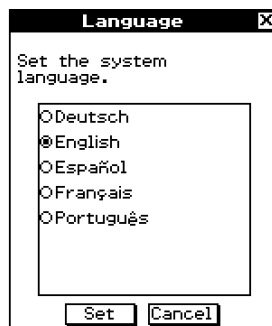 Language
Set the system
language.
Deutsch
English
Español
Français
Português
Set Cancel